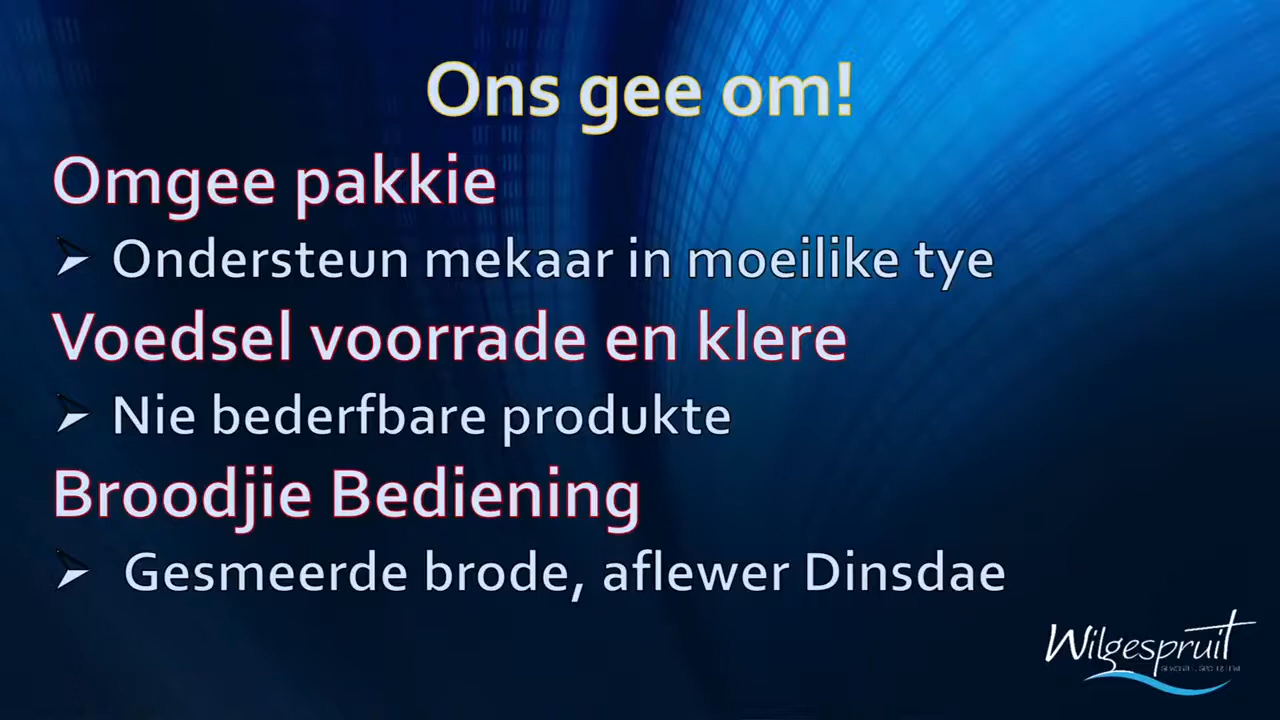 Ons gee om!
Omgee pakkie
Ondersteun mekaar in moeilike tye
Voedsel voorrade en klere
Nie bederfbare produkte
Broodjie Bediening
Gesmeerde brode, aflewer Dinsdae
Wilgespruit